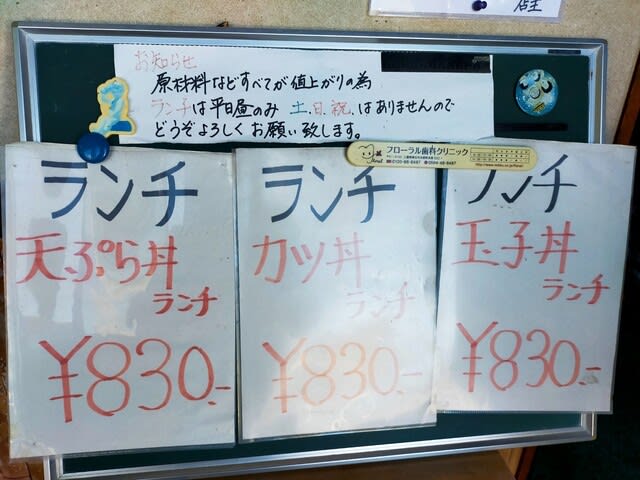 店主
お知らせ
原材料などすべてが値上がりの為
ランチは平日昼のみ 土、日、祝、はありませんので
どうぞよろしくお願い致します。
フローラル歯科クリニック
ランチ
天ぷら丼
ランチ
¥830.-
ランチ
カツ丼
ランチ
¥830.-
ランチ
玉子丼
ランチ
¥830.-